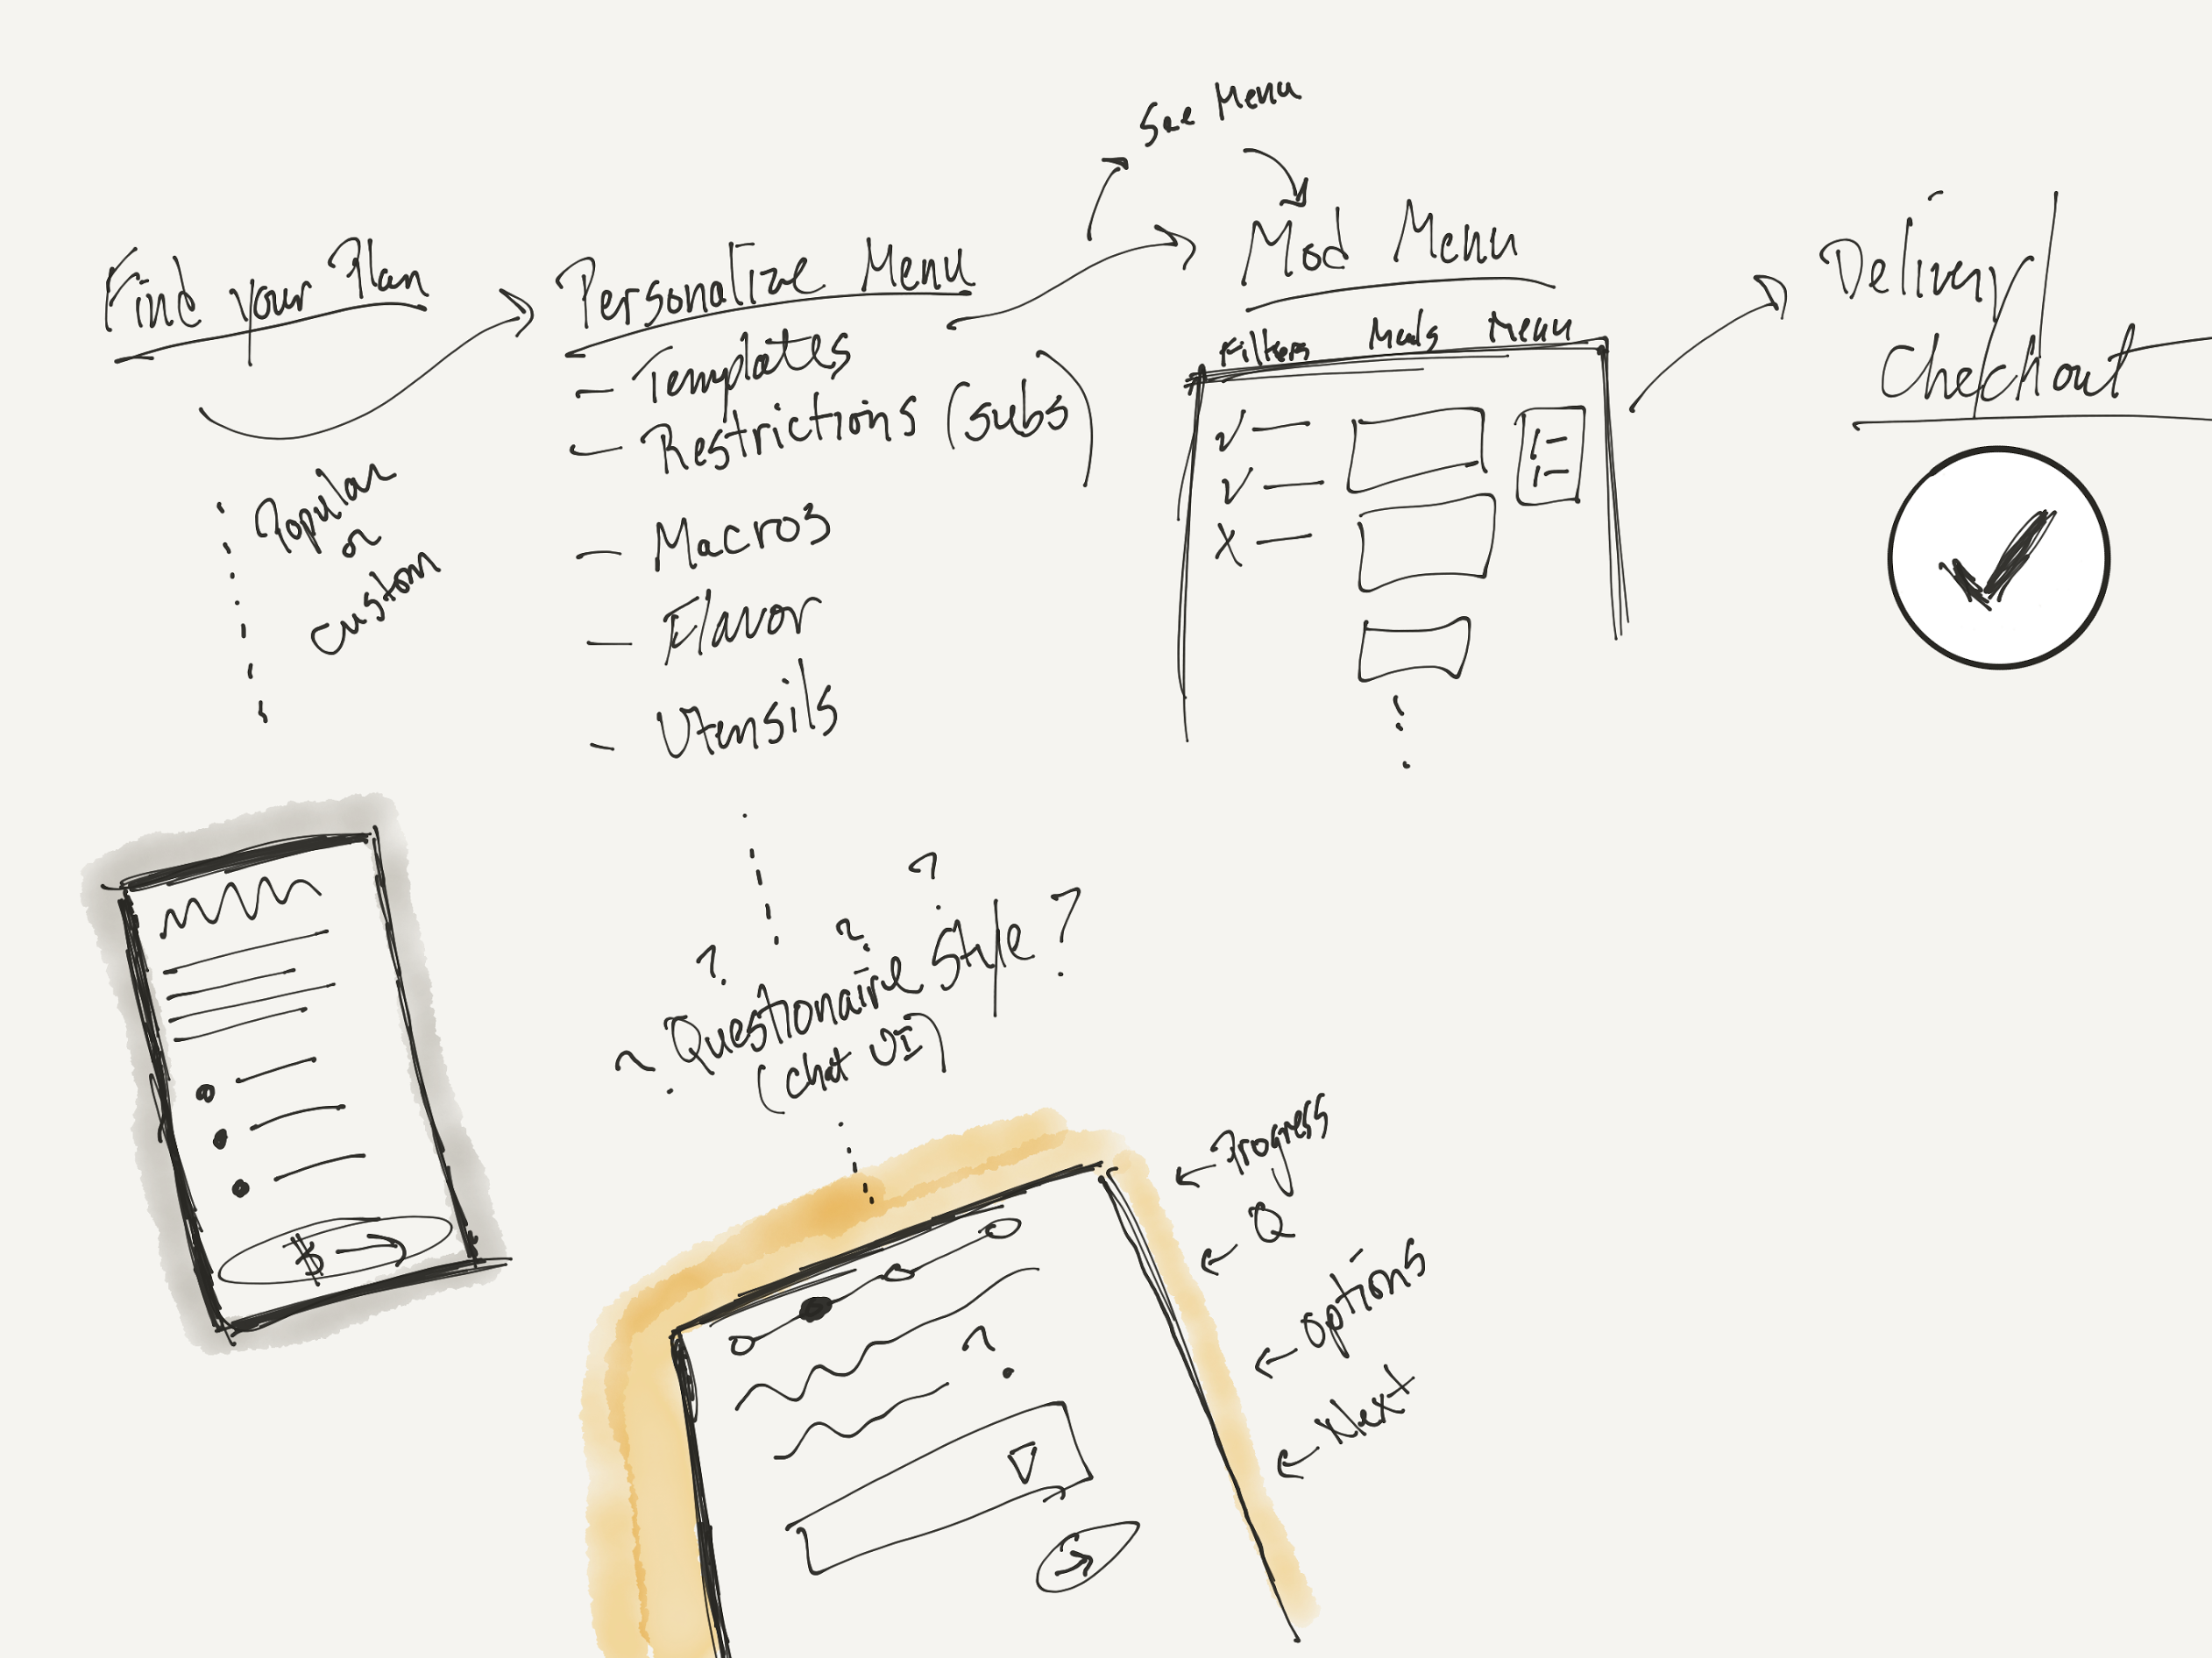 Find your Plan
Popular
or
Custom
Personalize Menu
- Templates
- Restrictions (subs)
- Macros
- Flavor
- Utensils
See Menu
Mod Menu
Filters Meals Menu
Delivery/
Checkout
$ →
? ? ? ?
Questionaire Style?
(Chat UI)
?
← Progress
← Q
← Options
← Next